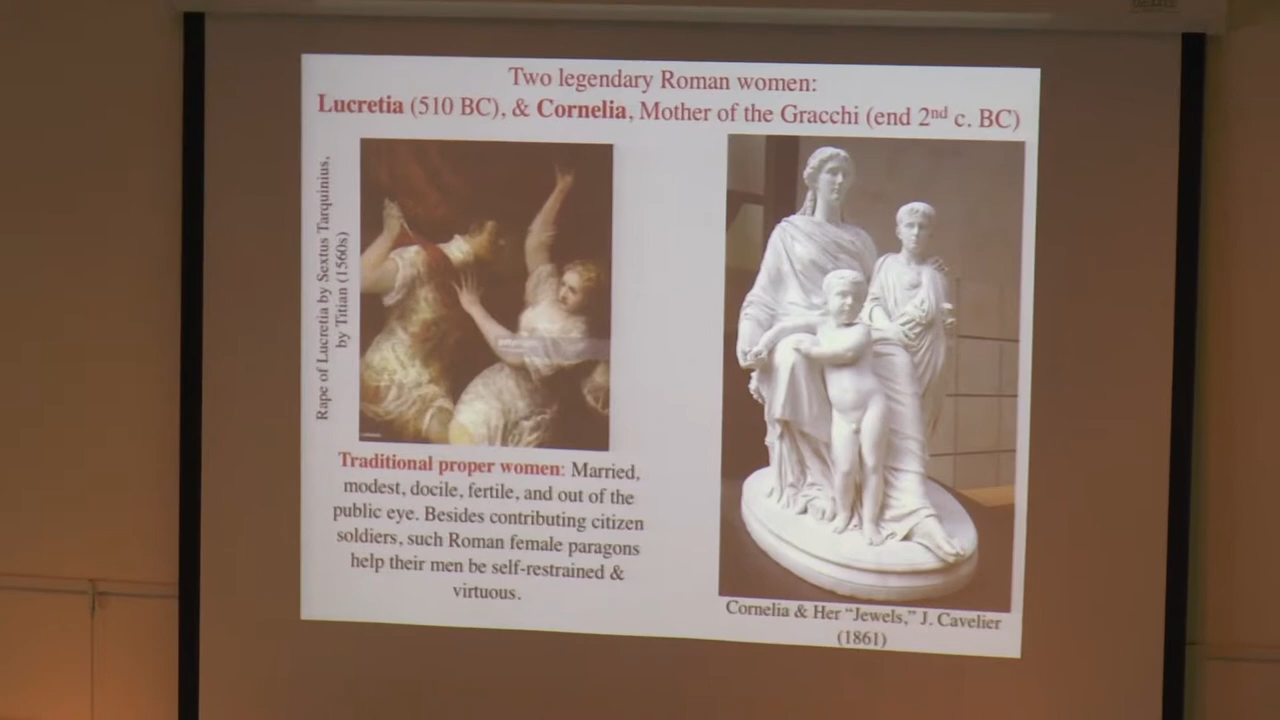 Two legendary Roman women:
Lucretia (510 BC), & Cornelia, Mother of the Gracchi (end 2nd c. BC)
Rape of Lucretia by Sextus Tarquinius,
by Titian (1560s)
Traditional proper women: Married,
modest, docile, fertile, and out of the
public eye. Besides contributing citizen
soldiers, such Roman female paragons
help their men be self-restrained &
virtuous.
Cornelia & Her “Jewels,” J. Cavelier
(1861)